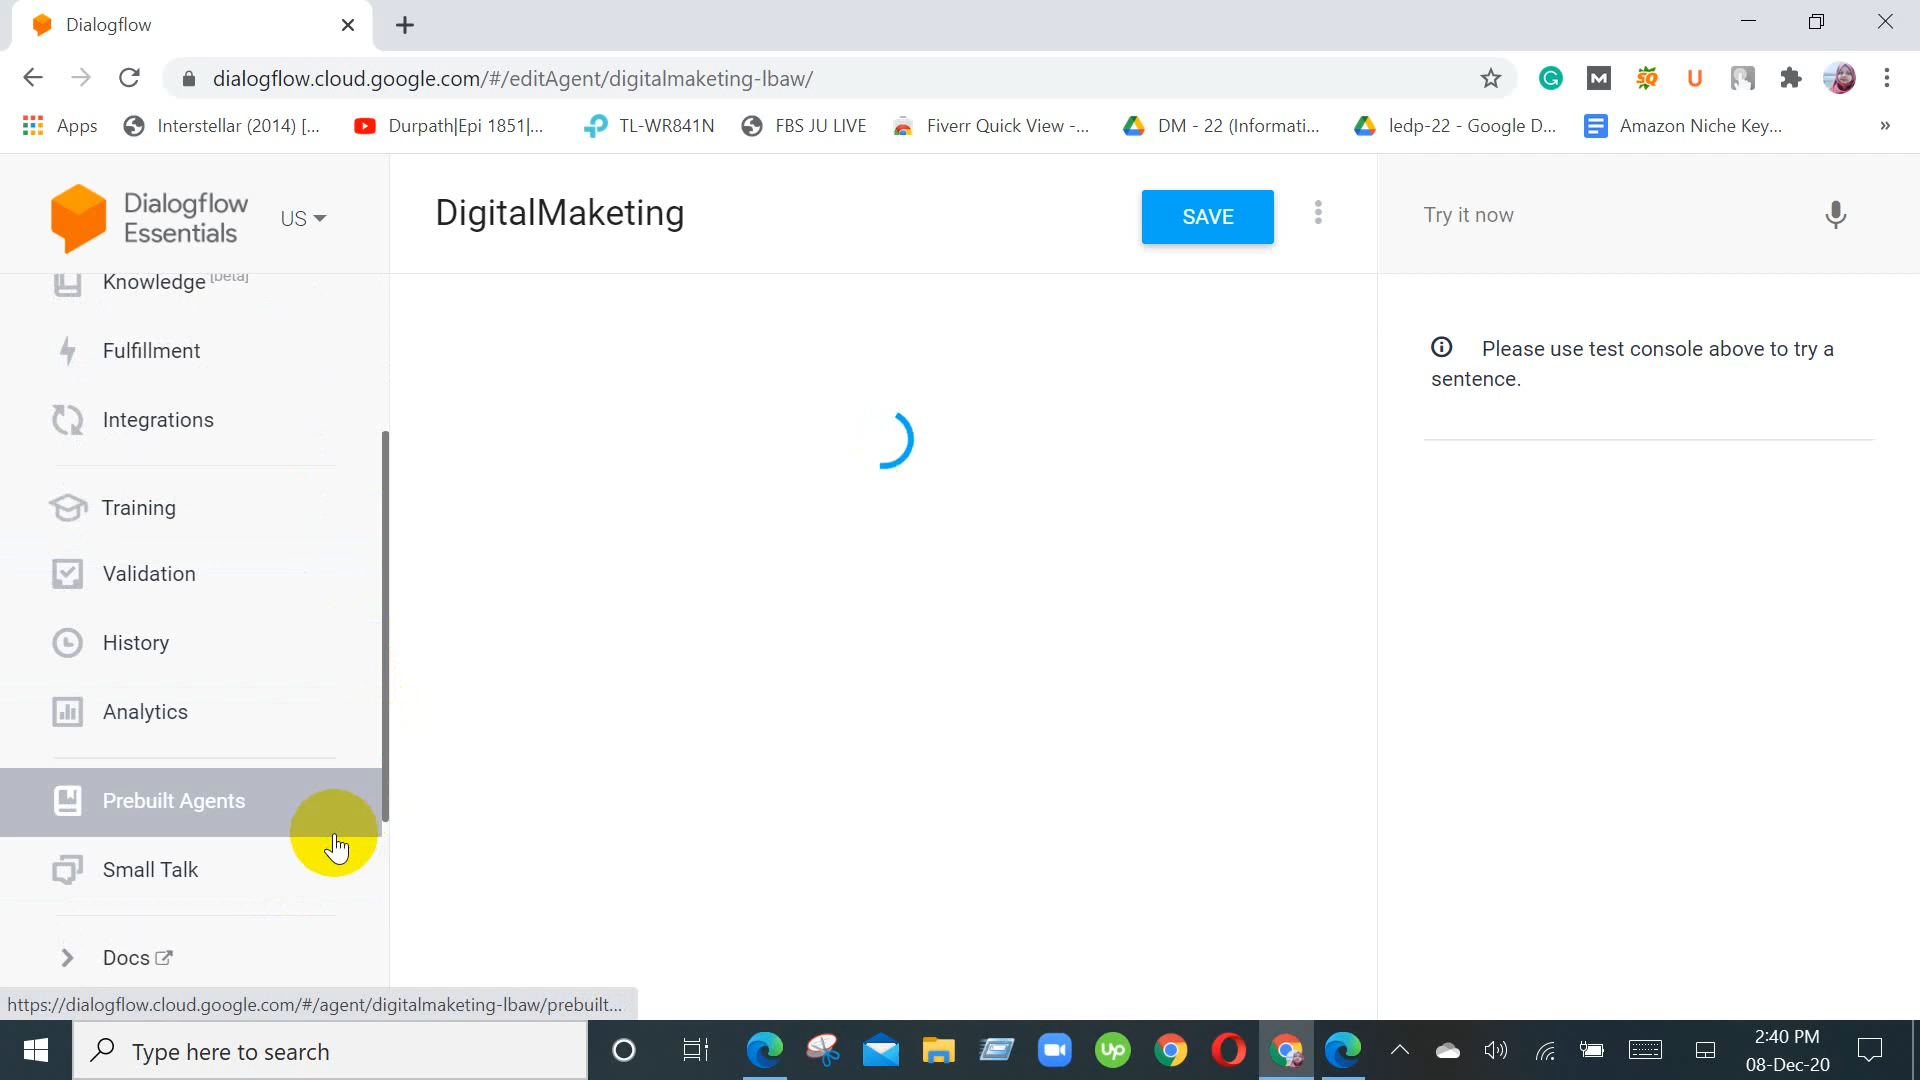 Dialogflow
dialogflow.cloud.google.com/#/editAgent/digitalmaketing-lbaw/
Apps
Interstellar (2014) [...
Durpath|Epi 1851|...
TL-WR841N
FBS JU LIVE
Fiverr Quick View -...
DM - 22 (Informati...
ledp-22 - Google D...
Amazon Niche Key...
»
Dialogflow
Essentials
US
DigitalMaketing
SAVE
Try it now
Knowledge [beta]
Fulfillment
Integrations
Training
Validation
History
Analytics
Prebuilt Agents
Small Talk
Docs
Please use test console above to try a
sentence.
https://dialogflow.cloud.google.com/#/agent/digitalmaketing-lbaw/prebuilt...
Type here to search
up
2:40 PM
08-Dec-20